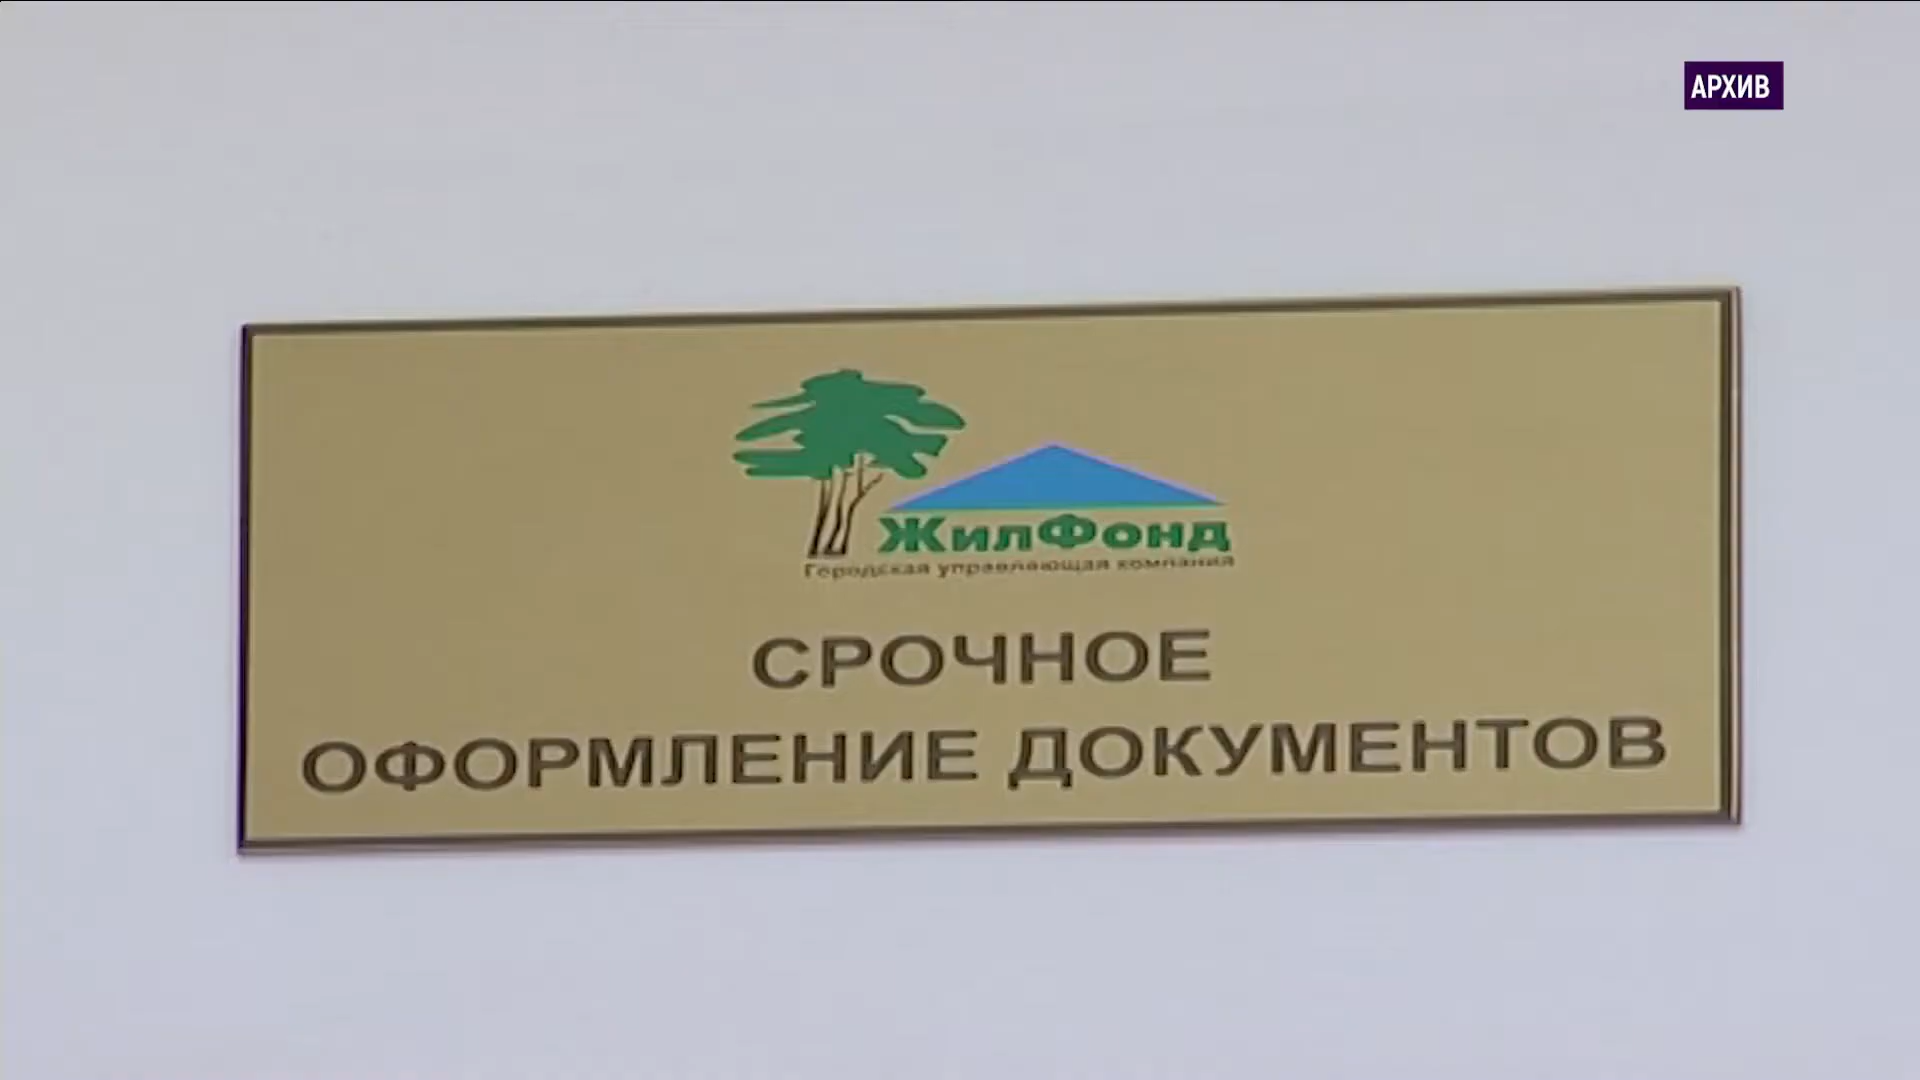 АРХИВ
ЖилФонд
Городская управляющая компания
СРОЧНОЕ
ОФОРМЛЕНИЕ ДОКУМЕНТОВ